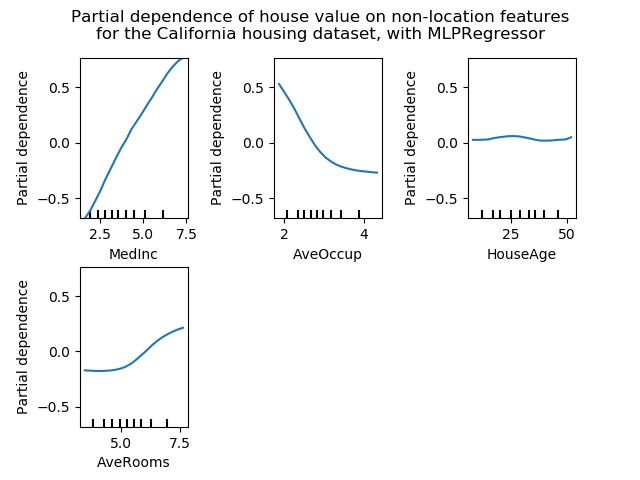 Partial dependence of house value on non-location features
for the California housing dataset, with MLPRegressor
Partial dependence
0.5
0.0
−0.5
2.5 5.0 7.5
MedInc
Partial dependence
0.5
0.0
−0.5
2 4
AveOccup
Partial dependence
0.5
0.0
−0.5
25 50
HouseAge
Partial dependence
0.5
0.0
−0.5
5.0 7.5
AveRooms